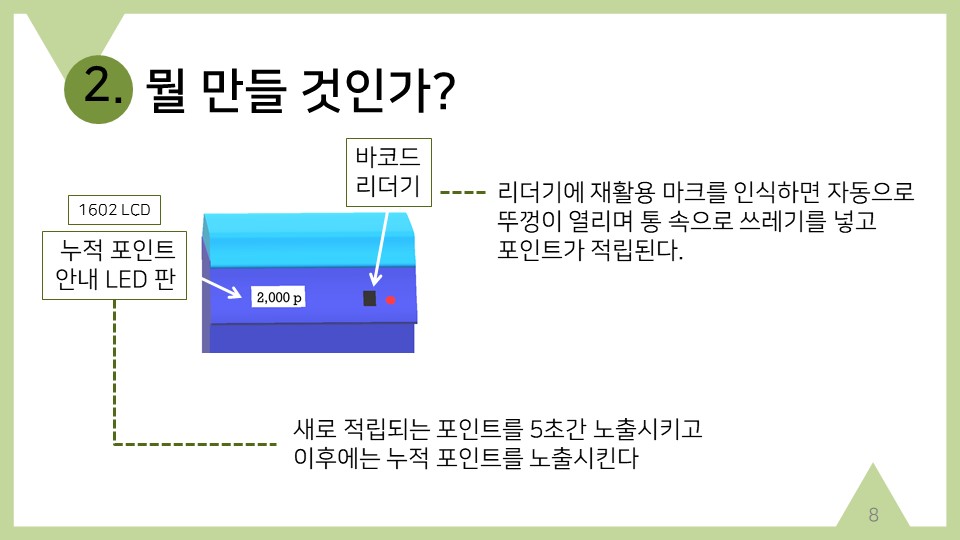 2. 뭘 만들 것인가?
바코드
리더기
리더기에 재활용 마크를 인식하면 자동으로
뚜껑이 열리며 통 속으로 쓰레기를 넣고
포인트가 적립된다.
1602 LCD
누적 포인트
안내 LED 판
2,000 p
새로 적립되는 포인트를 5초간 노출시키고
이후에는 누적 포인트를 노출시킨다
8